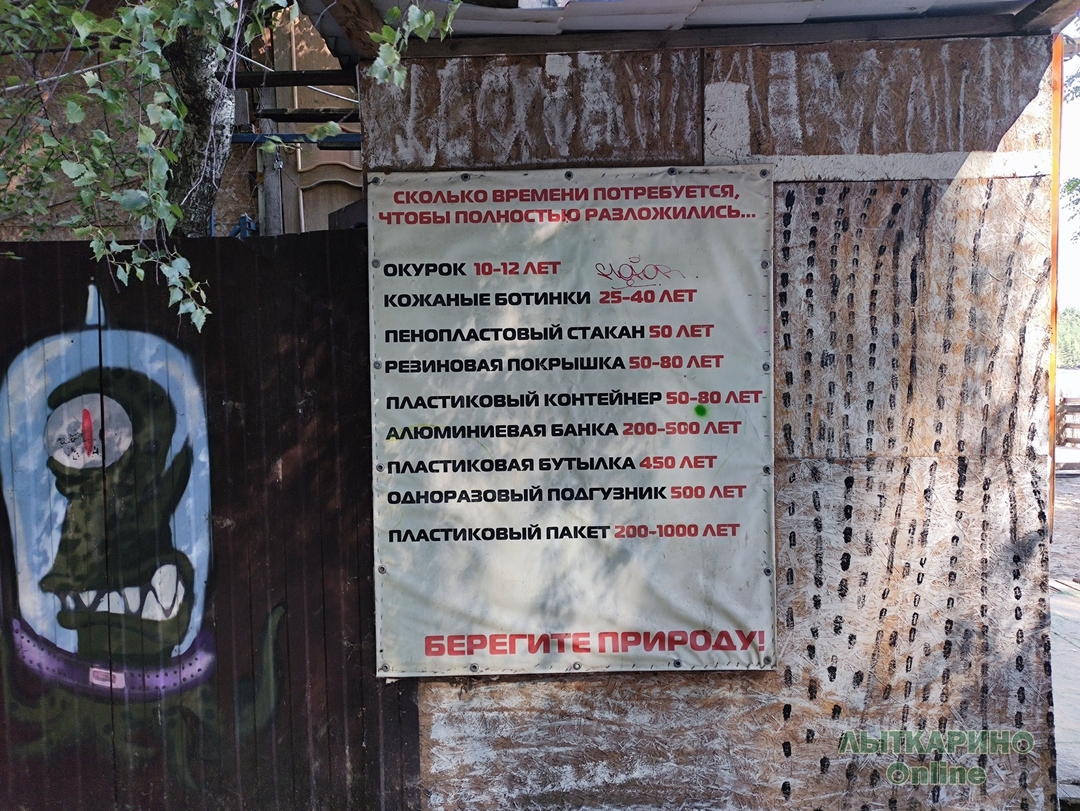 СКОЛЬКО ВРЕМЕНИ ПОТРЕБУЕТСЯ,
ЧТОБЫ ПОЛНОСТЬЮ РАЗЛОЖИЛИСЬ...
ОКУРОК 10-12 ЛЕТ
КОЖАНЫЕ БОТИНКИ 25-40 ЛЕТ
ПЕНОПЛАСТОВЫЙ СТАКАН 50 ЛЕТ
РЕЗИНОВАЯ ПОКРЫШКА 50-80 ЛЕТ
ПЛАСТИКОВЫЙ КОНТЕЙНЕР 50-80 ЛЕТ
АЛЮМИНИЕВАЯ БАНКА 200-500 ЛЕТ
ПЛАСТИКОВАЯ БУТЫЛКА 450 ЛЕТ
ОДНОРАЗОВЫЙ ПОДГУЗНИК 500 ЛЕТ
ПЛАСТИКОВЫЙ ПАКЕТ 200-1000 ЛЕТ
БЕРЕГИТЕ ПРИРОДУ!
ЛЫТКАРИНО
Online